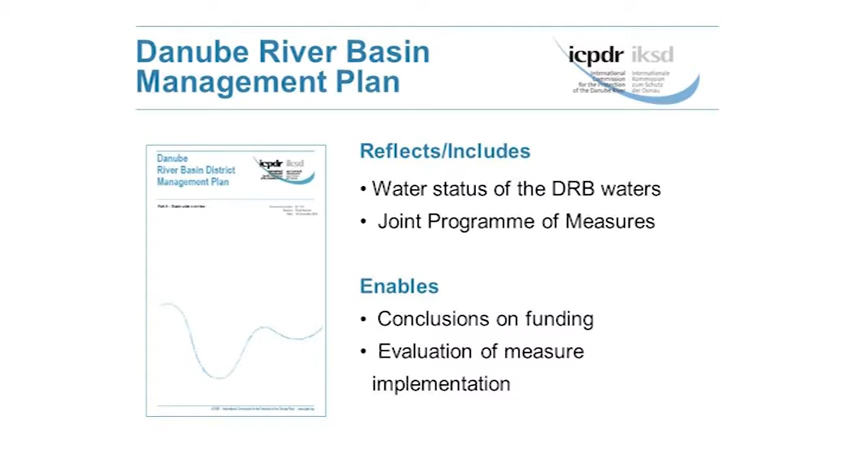 Danube River Basin
Management Plan
icpdr iksd
International
Commission
for the Protection
of the Danube River
Internationale
Kommission
zum Schutz
der Donau
Danube
River Basin District
Management Plan
icpdr iksd
Reflects/Includes
• Water status of the DRB waters
• Joint Programme of Measures
Enables
• Conclusions on funding
• Evaluation of measure
implementation